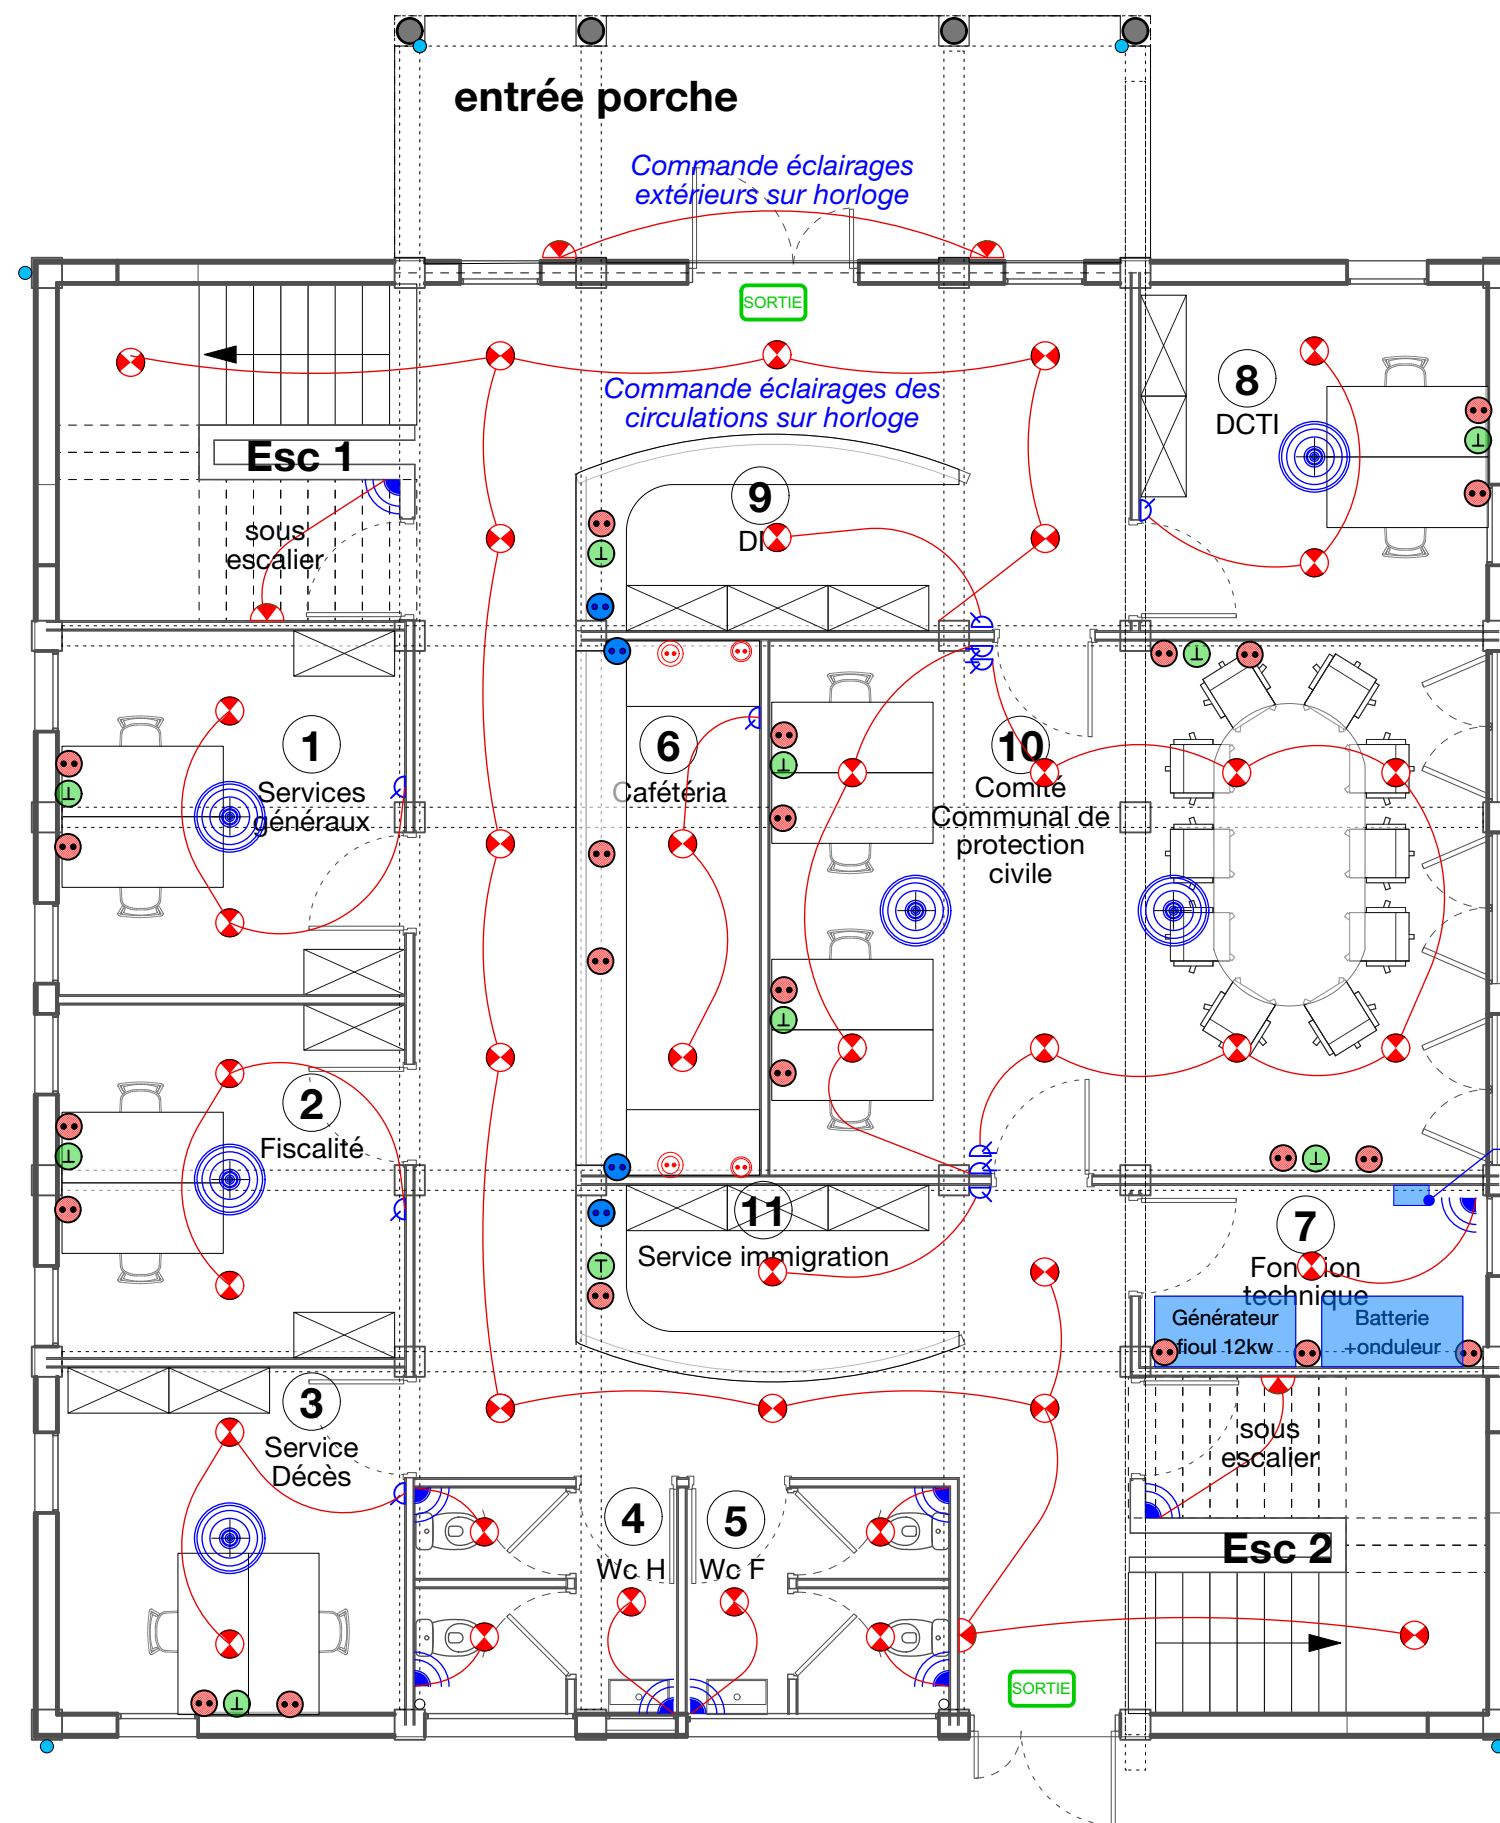 entrée porche
Commande éclairages
extérieurs sur horloge
SORTIE
Commande éclairages des
circulations sur horloge
8
DCTI
Esc 1
9
DI
sous
escalier
1
Services
généraux
6
Cafétéria
10
Comité
Communal de
protection
civile
2
Fiscalité
11
Service immigration
7
Fonction
technique
Générateur
fioul 12kw
Batterie
+onduleur
3
Service
Décès
sous
escalier
4
Wc H
5
Wc F
Esc 2
SORTIE